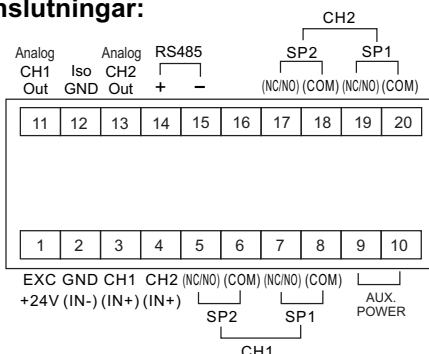 nslutningar:
CH2
Analog Analog RS485 SP2 SP1
CH1 Iso CH2
Out GND Out + – (NC/NO) (COM) (NC/NO) (COM)
11 12 13 14 15 16 17 18 19 20
1 2 3 4 5 6 7 8 9 10
EXC GND CH1 CH2 (NC/NO) (COM) (NC/NO) (COM)
+24V (IN-) (IN+) (IN+) AUX.
SP2 SP1 POWER
CH1